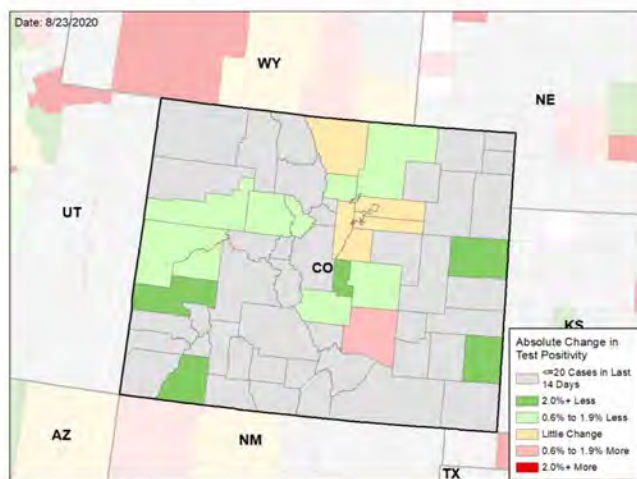 Date: 8/23/2020
WY
NE
UT
CO
KS
Absolute Change in
Test Positivity
<=20 Cases in Last
14 Days
2.0%+ Less
0.6% to 1.9% Less
Little Change
0.6% to 1.9% More
2.0%+ More
AZ
NM
TX